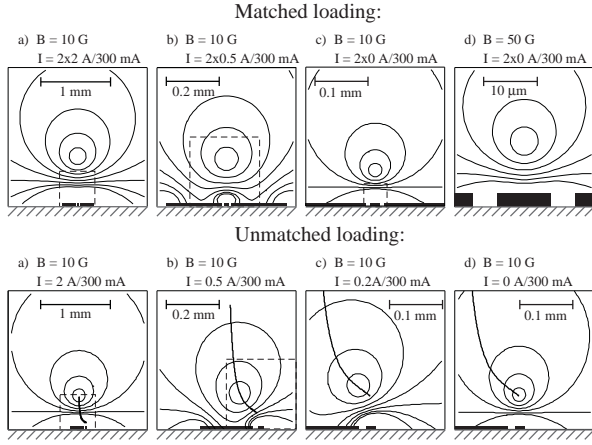 Matched loading:
a) B = 10 G
I = 2x2 A/300 mA
b) B = 10 G
I = 2x0.5 A/300 mA
c) B = 10 G
I = 2x0 A/300 mA
d) B = 50 G
I = 2x0 A/300 mA
1 mm
0.2 mm
0.1 mm
10 μm
Unmatched loading:
a) B = 10 G
I = 2 A/300 mA
b) B = 10 G
I = 0.5 A/300 mA
c) B = 10 G
I = 0.2A/300 mA
d) B = 10 G
I = 0 A/300 mA
1 mm
0.2 mm
0.1 mm
0.1 mm